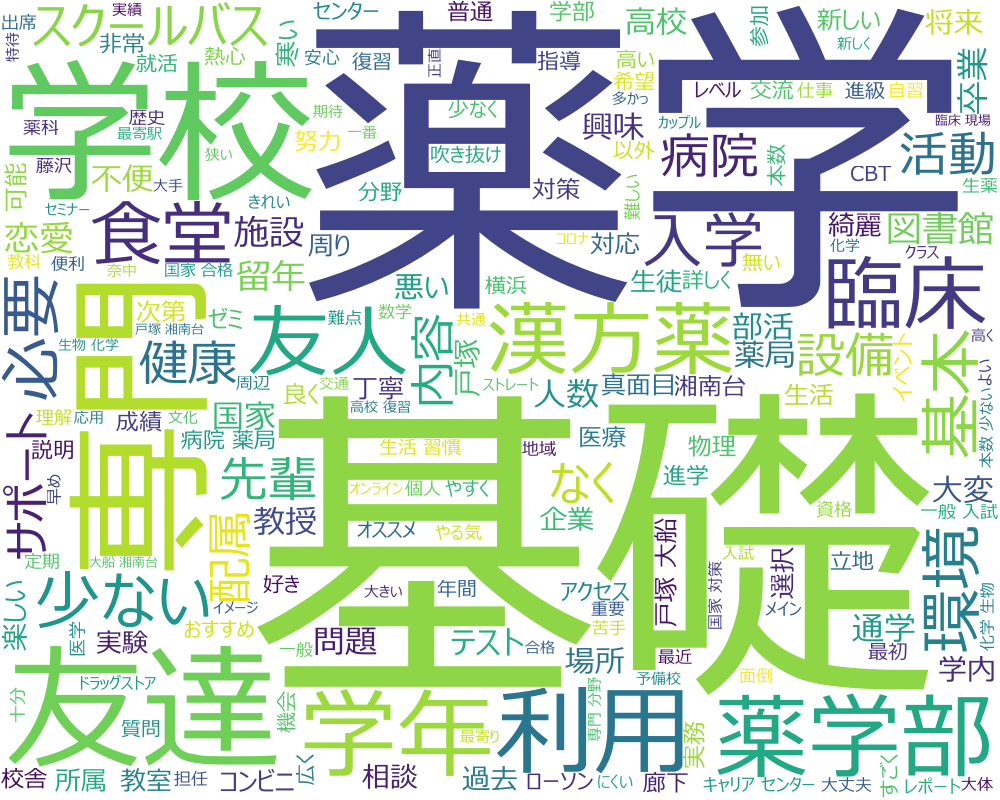 出席
実績
スクールバス
センター
普通
学部
高校
新しい
将来
特待
非常
熱心
寒い
安心
復習
正直
指導
高い
希望
参加
新しく
就活
学校
薬学
卒業
薬科
歴史
最寄駅
期待
一番
少なく
多かっ
レベル
交流
仕事
進級
自習
努力
狭い
吹き抜け
興味
カップル
臨床 現場
藤沢
不便
大手
分野
対策
以外
病院
本数
CBT
活動
可能
セミナー
きれい
難しい
生薬
恋愛
食堂
施設
周り
コロナ
対応
入学
綺麗
図書館
教科
便利
奈中
国家 合格
留年
悪い
横浜
生徒
詳しく
無い
化学
クラス
臨床
必要
専門
次第
ゼミ
友人
難点
数学
内容
戸塚
共通
漢方薬
部活
薬局
設備
イベント
基本
高く
戸塚 湘南台
生物 化学
健康
周辺
良く
交通
丁寧
ストレート
人数
真面目
湘南台
生活
理解
応用
文化
成績
国家
高校 復習
基礎
本数 少ない
よい
サポート
説明
病院 薬局
生活 習慣
地域
医療
物理
早め
先輩
オンライン
個人
やすく
なく
進学
大変
教授
オススメ
やる気
企業
資格
一般 入試
定期
大船 湘南台
少ない
配属
好き
大きい
年間
アクセス
戸塚 大船
国家 対策
入試
選択
立地
環境
化学 生物
楽しい
医学
実験
イメージ
おすすめ
問題
テスト
重要
苦手
メイン
通学
一般
合格
場所
最近
最初
学内
十分
ドラッグストア
友達
質問
機会
学年
最寄り
利用
専門 分野
予備校
面倒
実務
薬学部
校舎
所属
教室
担任
コンビニ
広く
相談
過去
ローソン
にくい
廊下
キャリア センター
大丈夫
すごく
レポート
大体